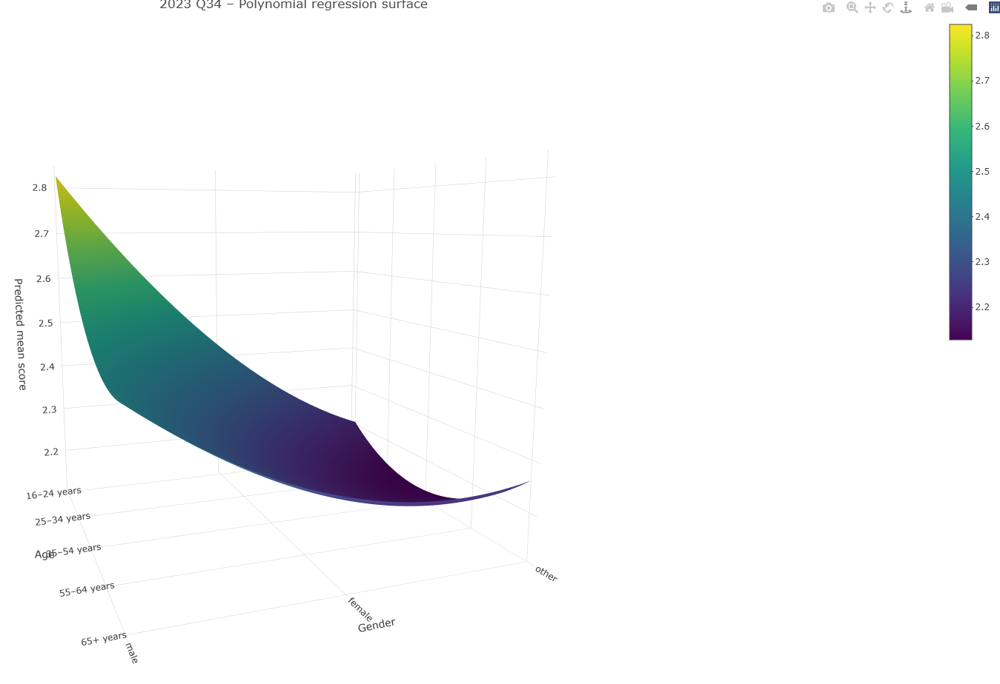 2023 Q34 – Polynomial regression surface
2.8
2.7
2.6
2.5
2.4
2.3
2.2
Predicted mean score
16–24 years
25–34 years
35–54 years
55–64 years
65+ years
Age
male
female
other
Gender
2.8
2.7
2.6
2.5
2.4
2.3
2.2